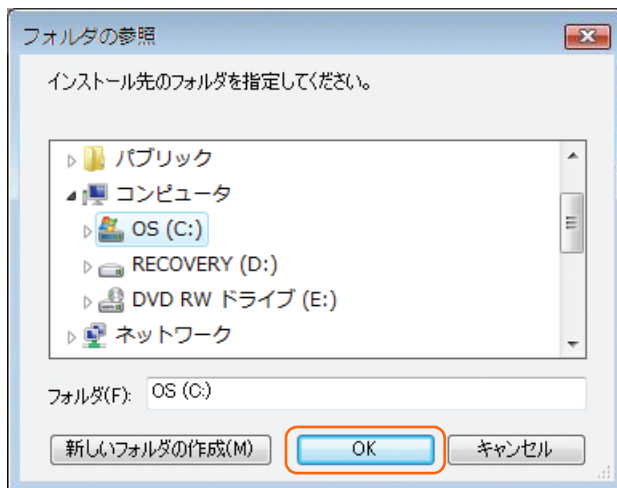 フォルダの参照
インストール先のフォルダを指定してください。
パブリック
コンピュータ
OS (C:)
RECOVERY (D:)
DVD RW ドライブ (E:)
ネットワーク
フォルダ(F): OS (C:)
新しいフォルダの作成(M) OK キャンセル